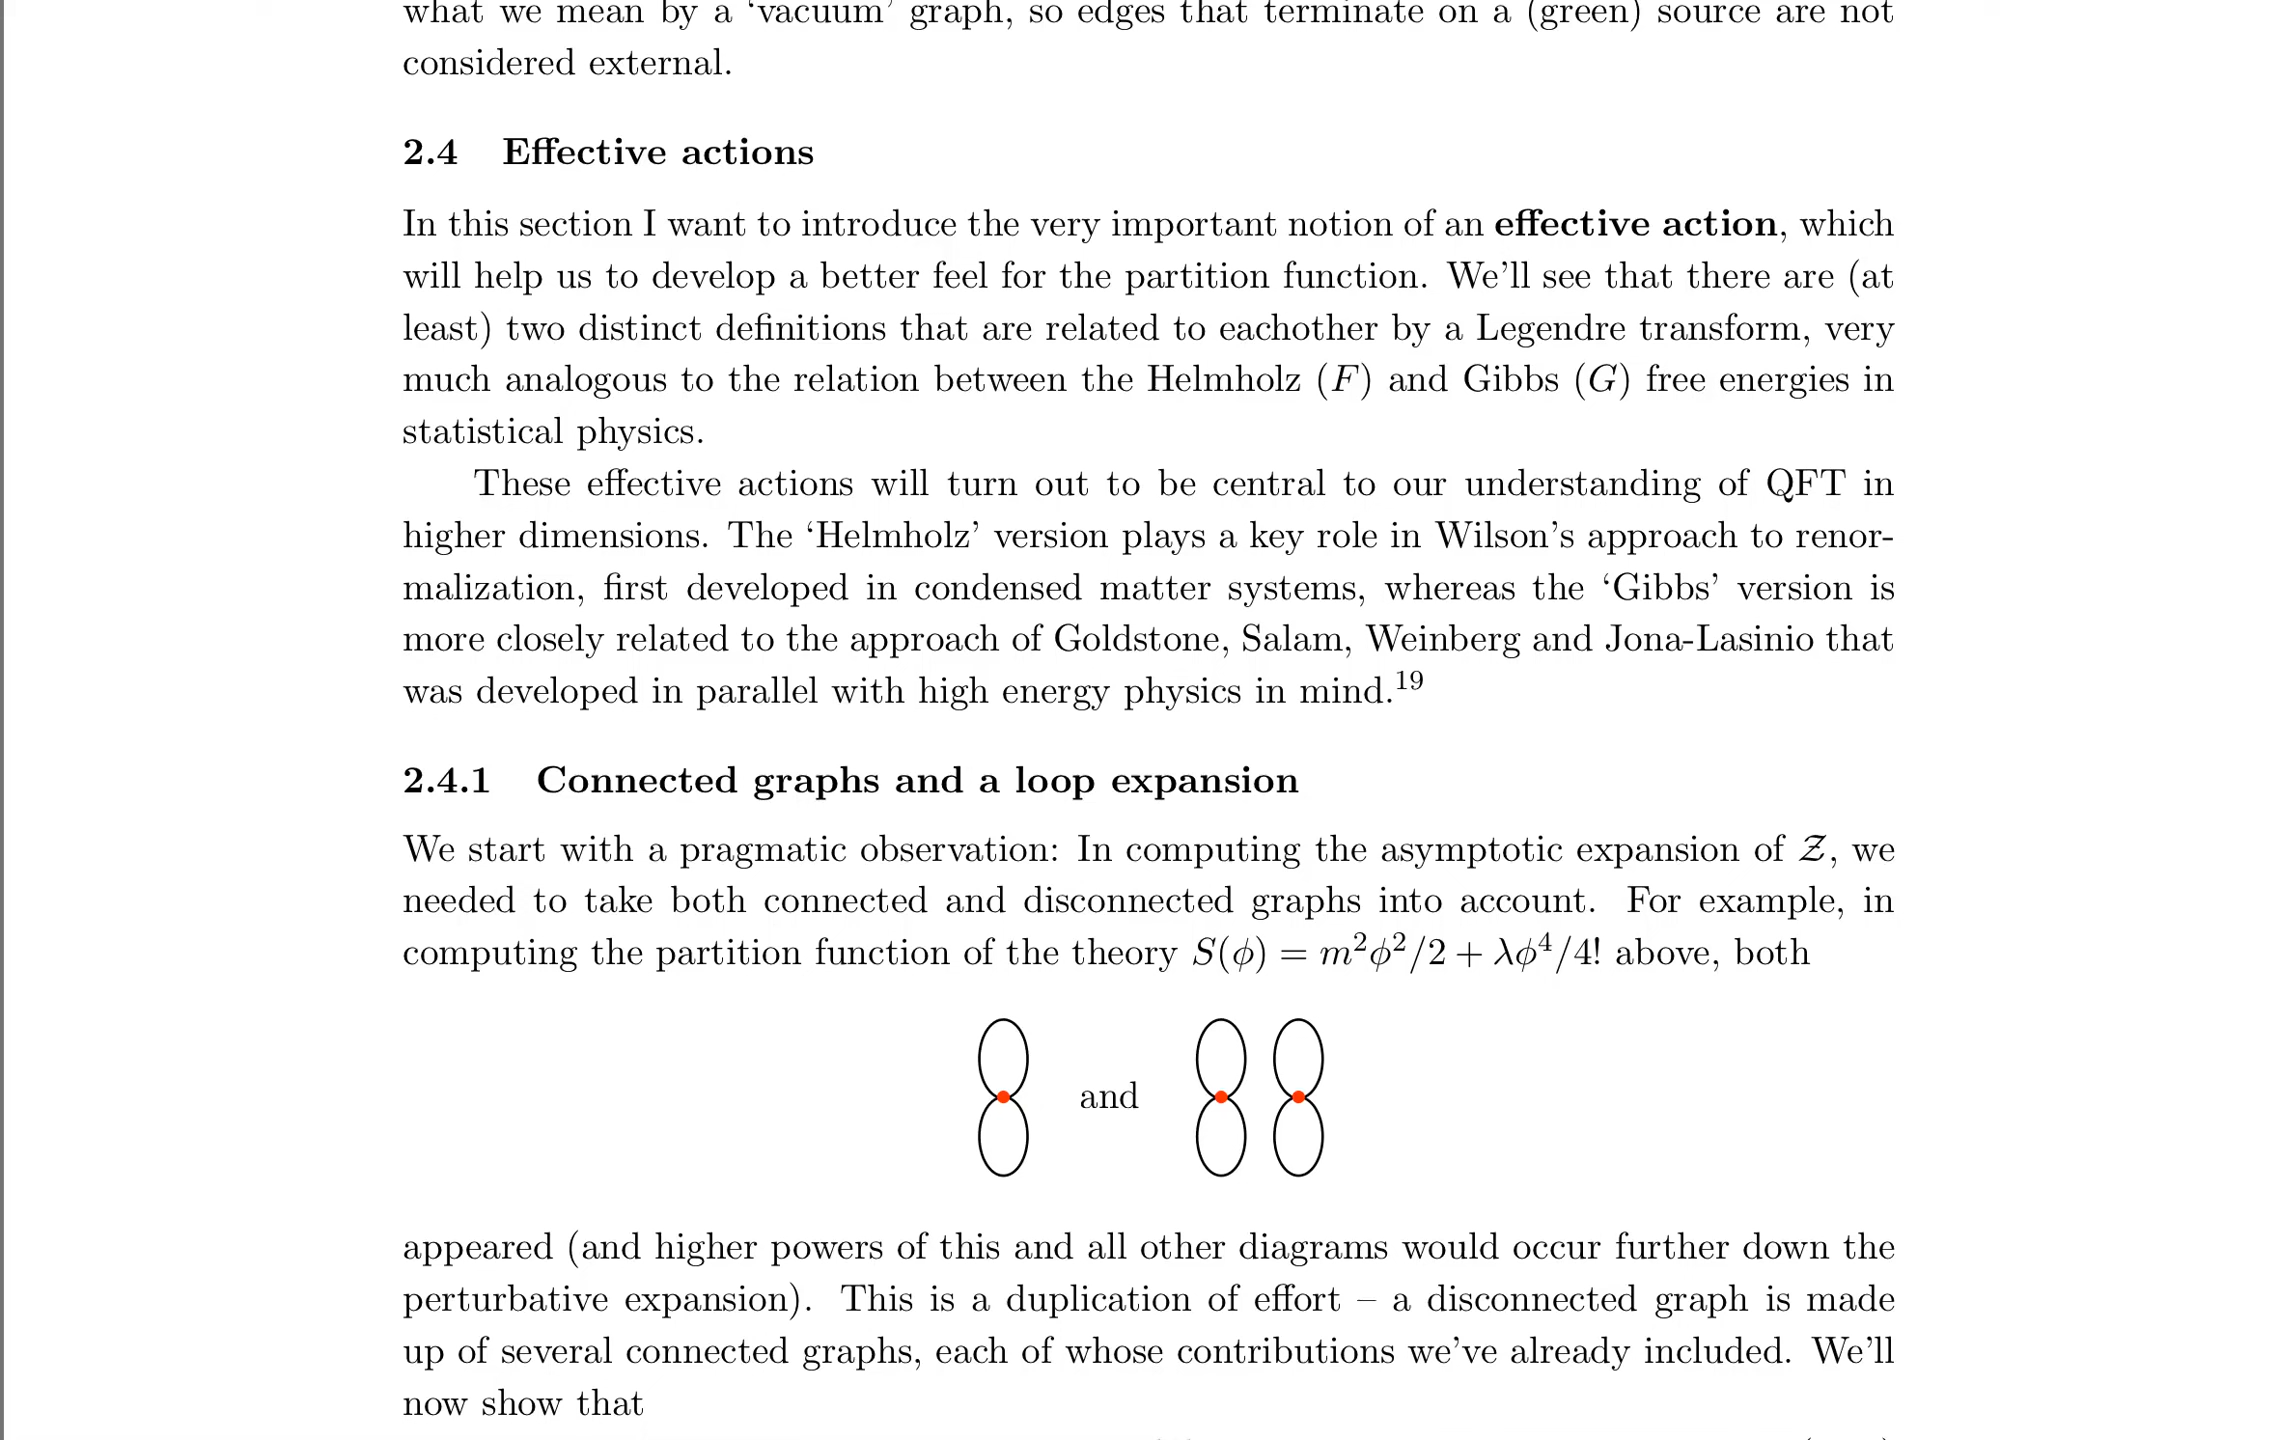 what we mean by a ‘vacuum’ graph, so edges that terminate on a (green) source are not
considered external.
2.4 Effective actions
In this section I want to introduce the very important notion of an effective action, which
will help us to develop a better feel for the partition function. We’ll see that there are (at
least) two distinct definitions that are related to eachother by a Legendre transform, very
much analogous to the relation between the Helmholz (F) and Gibbs (G) free energies in
statistical physics.
These effective actions will turn out to be central to our understanding of QFT in
higher dimensions. The ‘Helmholz’ version plays a key role in Wilson’s approach to renor-
malization, first developed in condensed matter systems, whereas the ‘Gibbs’ version is
more closely related to the approach of Goldstone, Salam, Weinberg and Jona-Lasinio that
was developed in parallel with high energy physics in mind.¹⁹
2.4.1 Connected graphs and a loop expansion
We start with a pragmatic observation: In computing the asymptotic expansion of 𝒵, we
needed to take both connected and disconnected graphs into account. For example, in
computing the partition function of the theory S(ϕ) = m²ϕ²/2 + λϕ⁴/4! above, both
and
appeared (and higher powers of this and all other diagrams would occur further down the
perturbative expansion). This is a duplication of effort – a disconnected graph is made
up of several connected graphs, each of whose contributions we’ve already included. We’ll
now show that